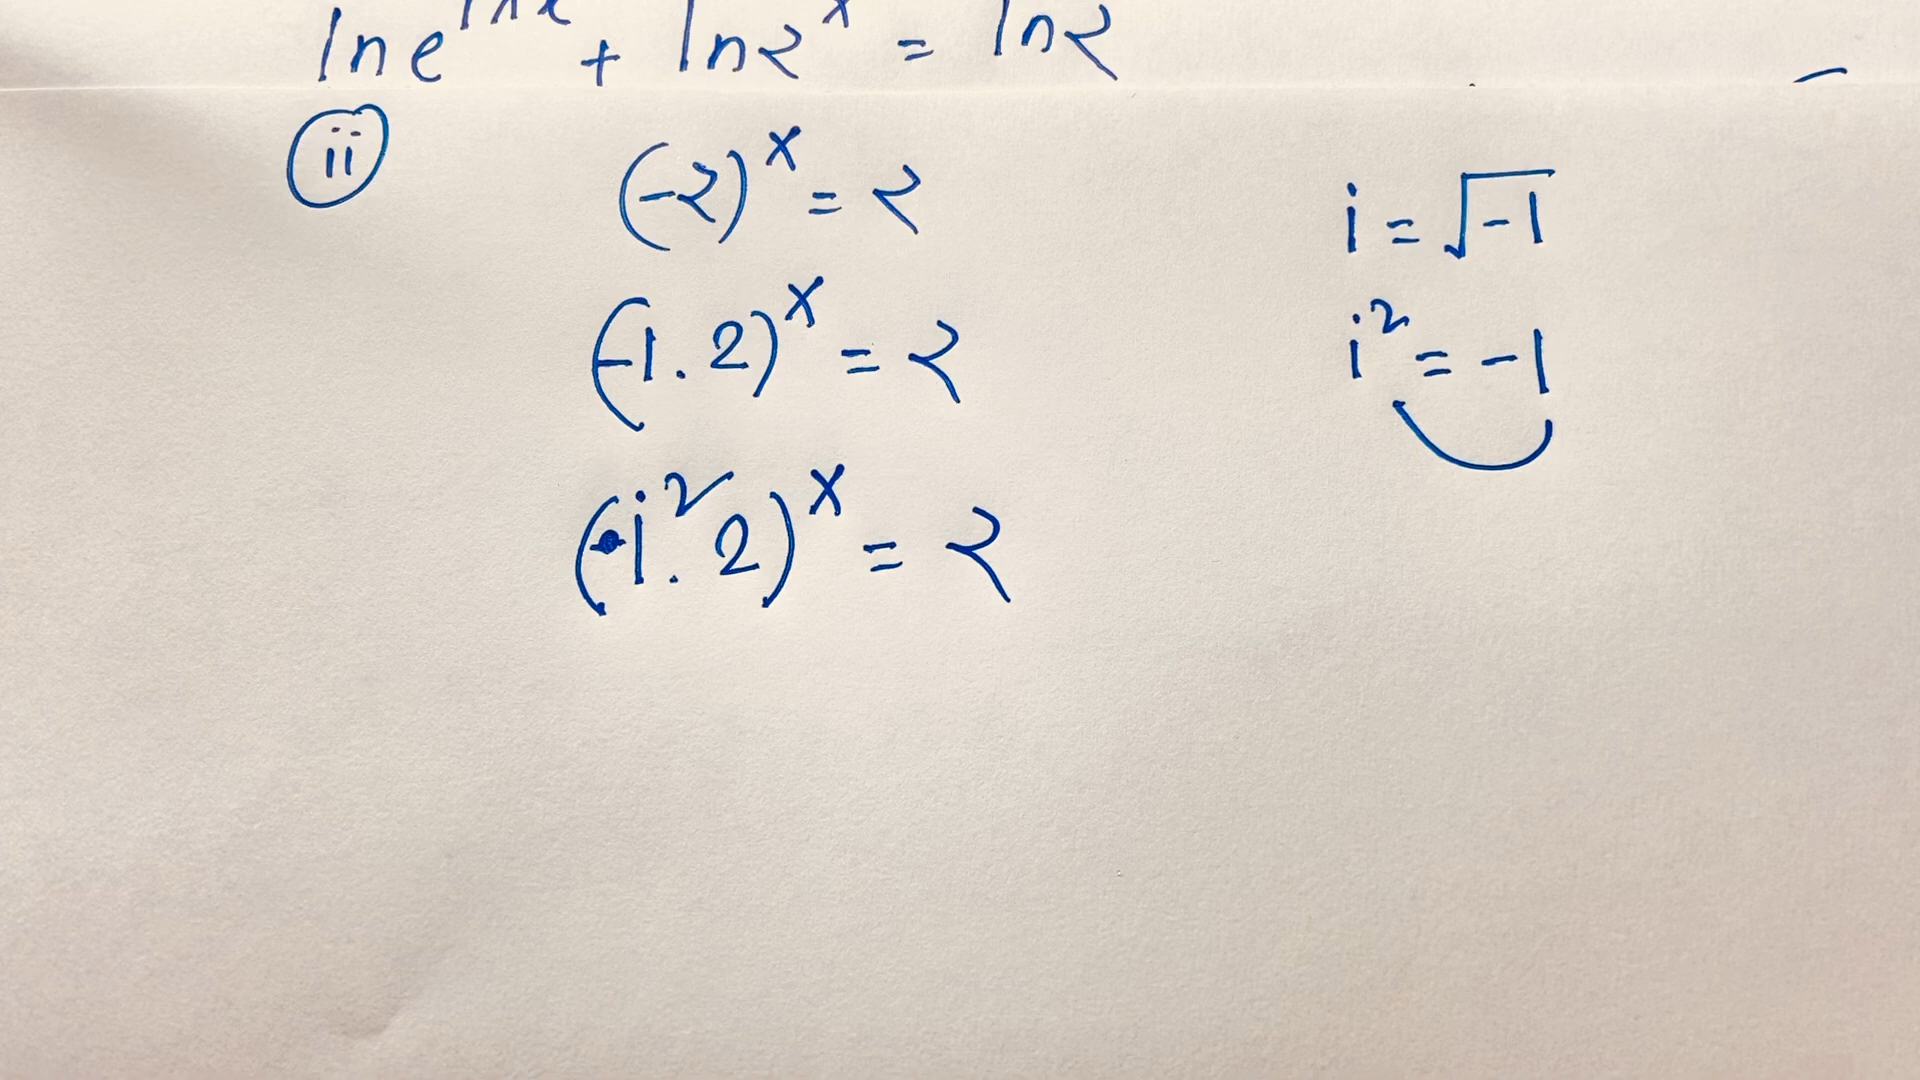 ln e + ln 2^x = ln 2
ii
(-2)^x = 2
i = √-1
(-1.2)^x = 2
i^2 = -1
(i^2.2)^x = 2